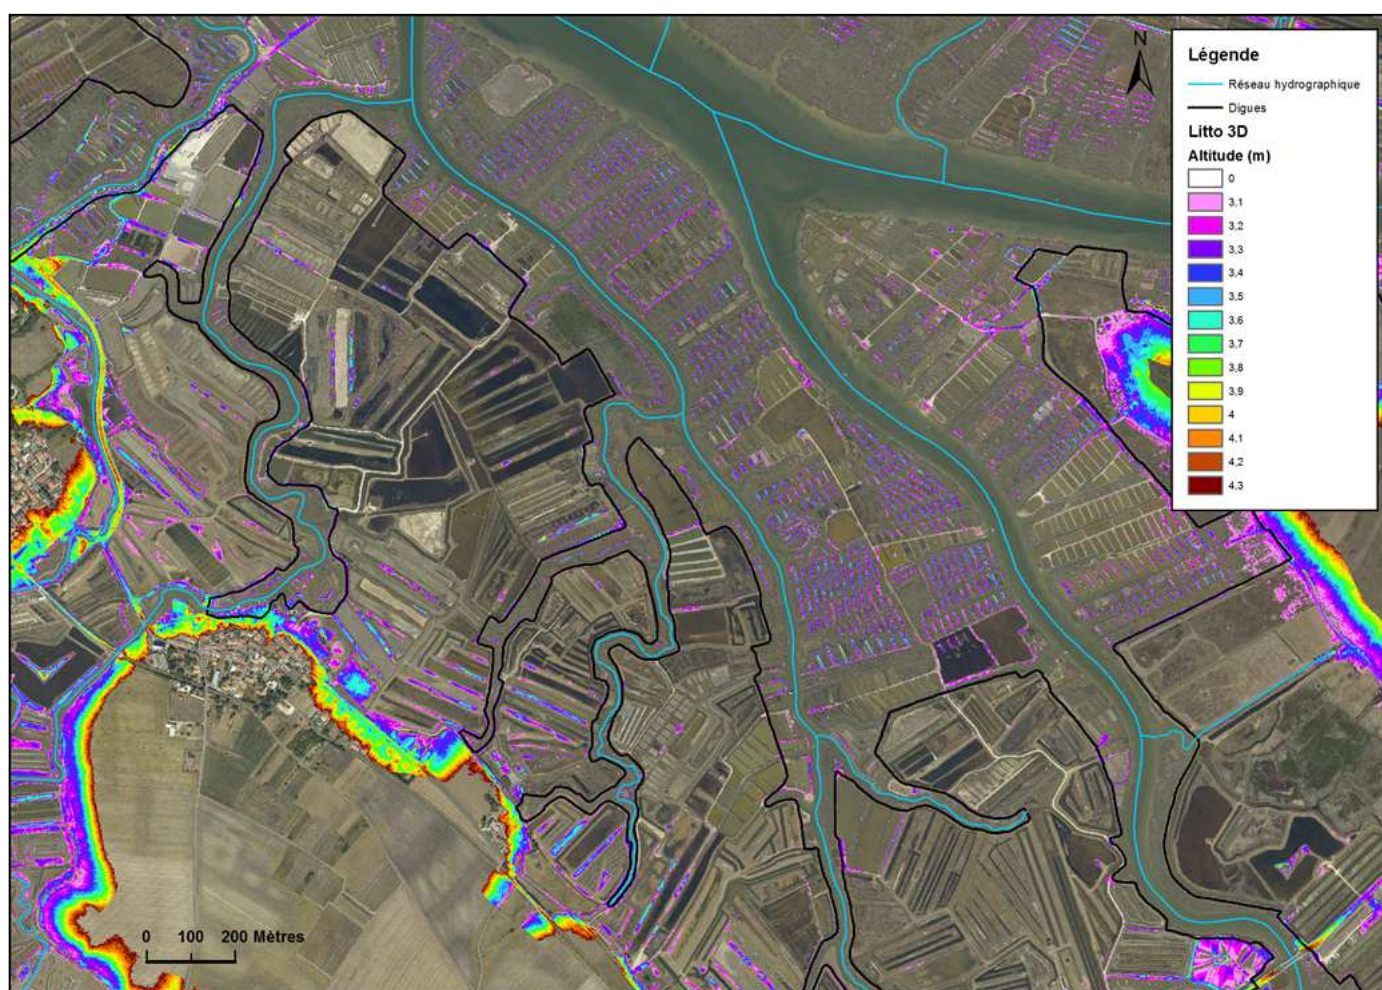 N
Légende
Réseau hydrographique
Digues
Litto 3D
Altitude (m)
0
3,1
3,2
3,3
3,4
3,5
3,6
3,7
3,8
3,9
4
4,1
4,2
4,3
0 100 200 Mètres